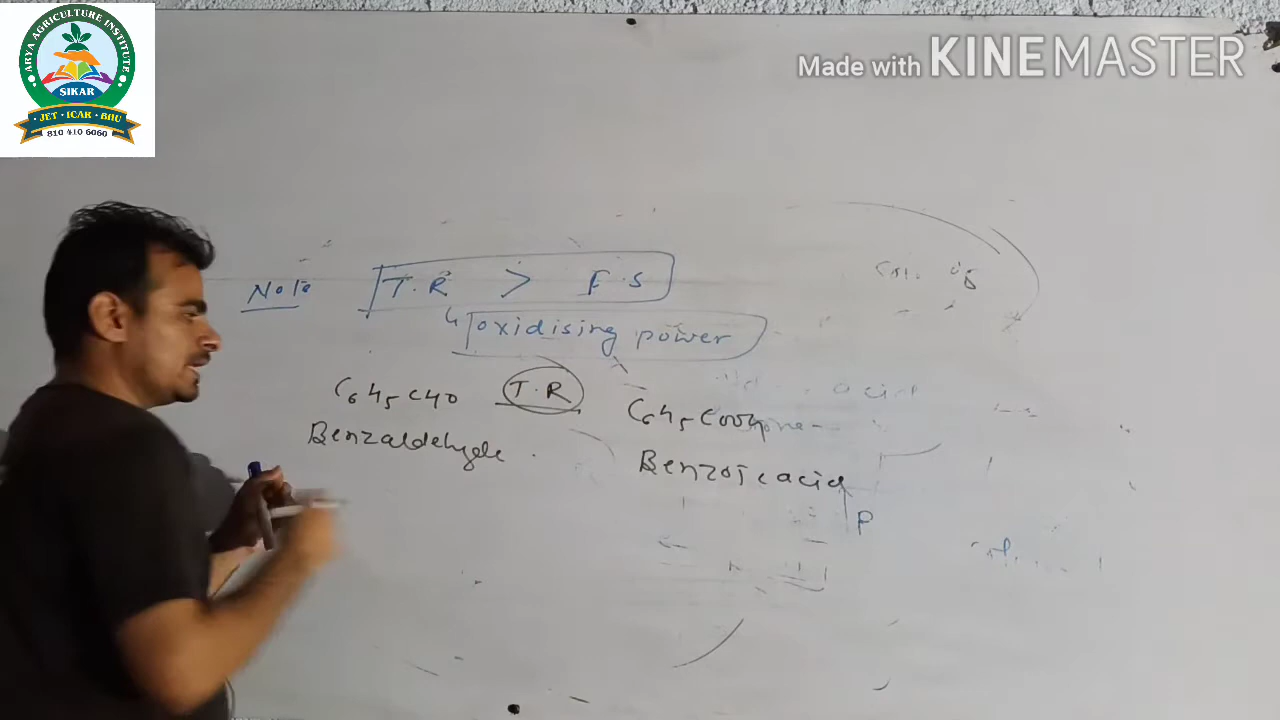 ARYA AGRICULTURE INSTITUTE
SIKAR
· JET · ICAR · BHU ·
810 410 6060
Made with KINEMASTER
Note T.R > F.S
oxidising power
C6H5CHO T.R C6H5COOH
Benzaldehyde Benzoic acid
P